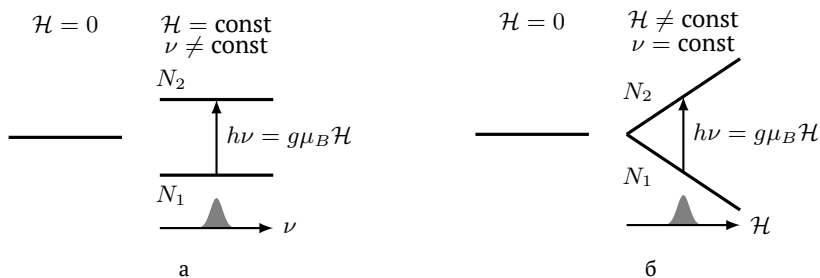 ℋ = 0
ℋ = const
ν ≠ const
N₂
hν = gμ_Bℋ
N₁
ν
а
ℋ = 0
ℋ ≠ const
ν = const
N₂
hν = gμ_Bℋ
N₁
ℋ
б